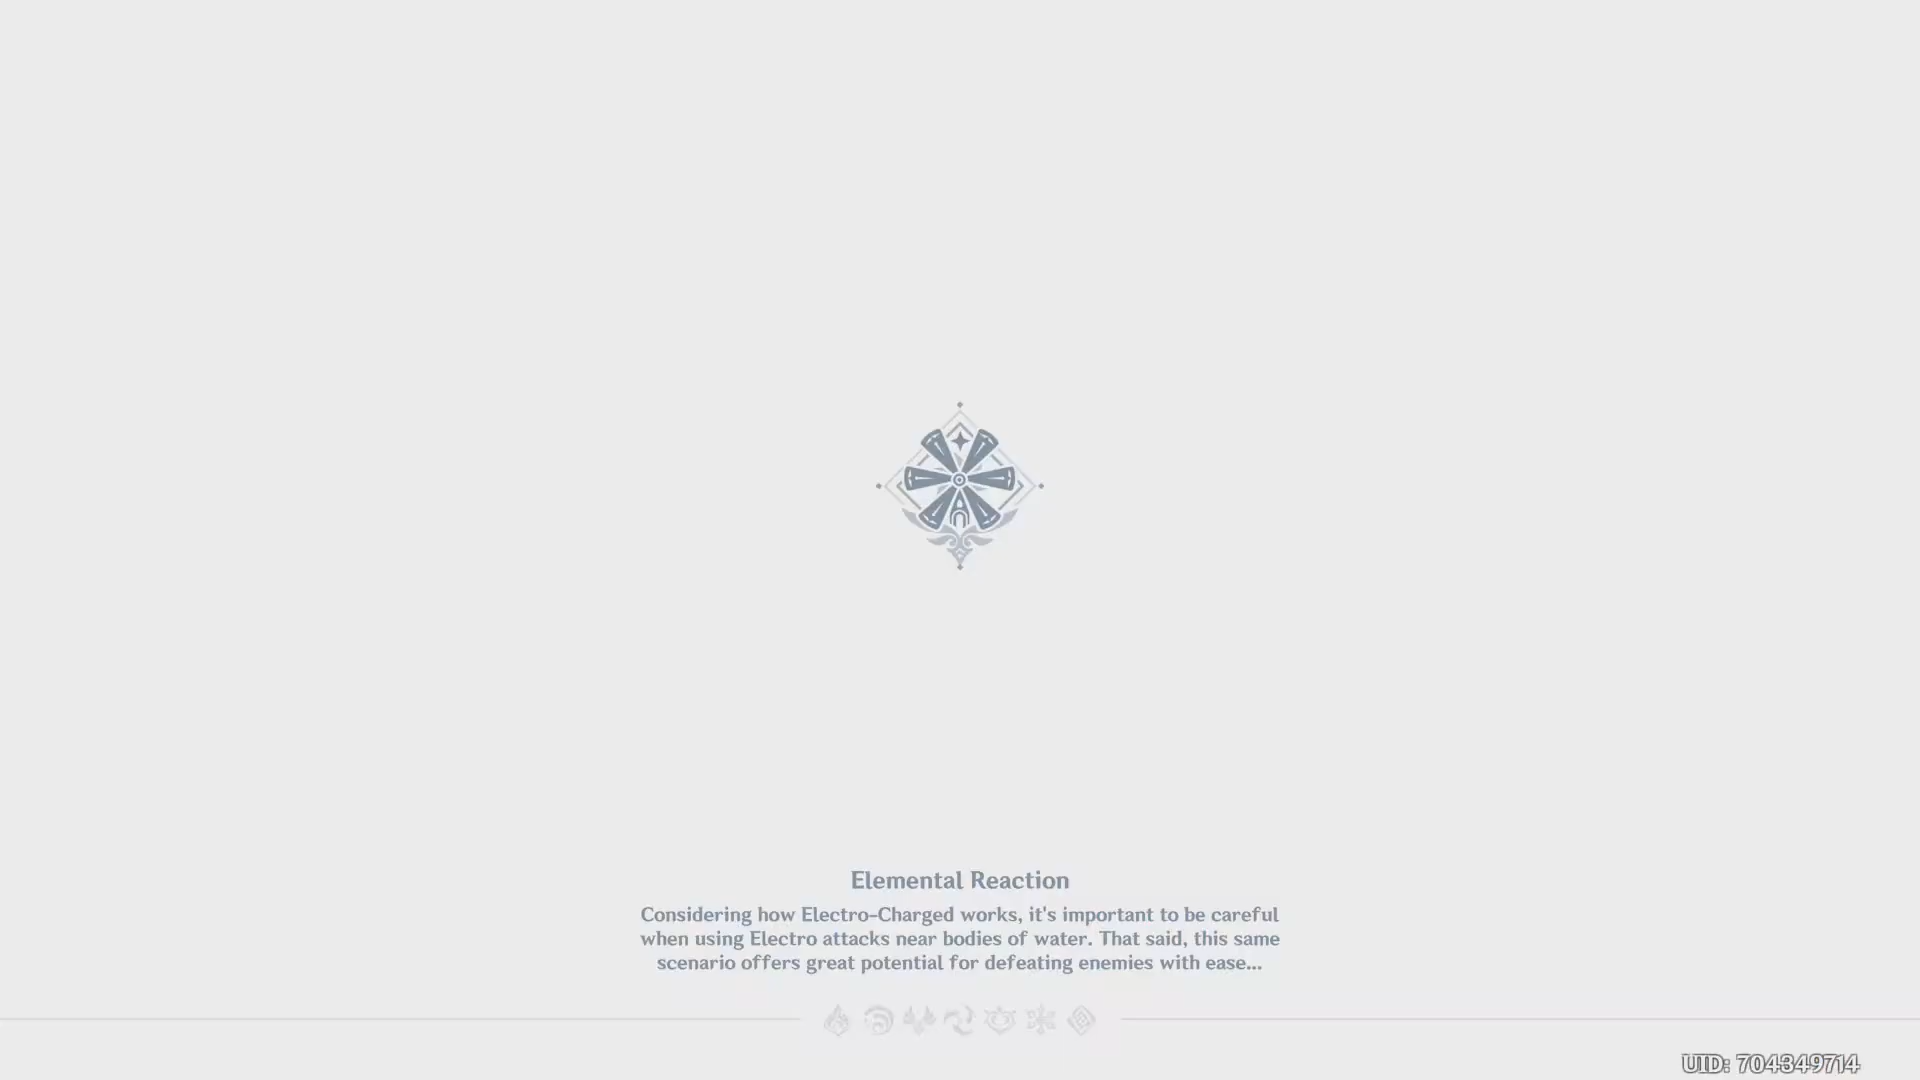 Elemental Reaction
Considering how Electro-Charged works, it's important to be careful
when using Electro attacks near bodies of water. That said, this same
scenario offers great potential for defeating enemies with ease...
UID: 704349714